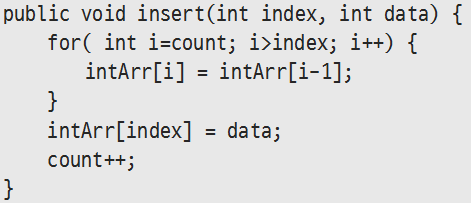 public void insert(int index, int data) {
    for( int i=count; i>index; i++) {
        intArr[i] = intArr[i-1];
    }
    intArr[index] = data;
    count++;
}